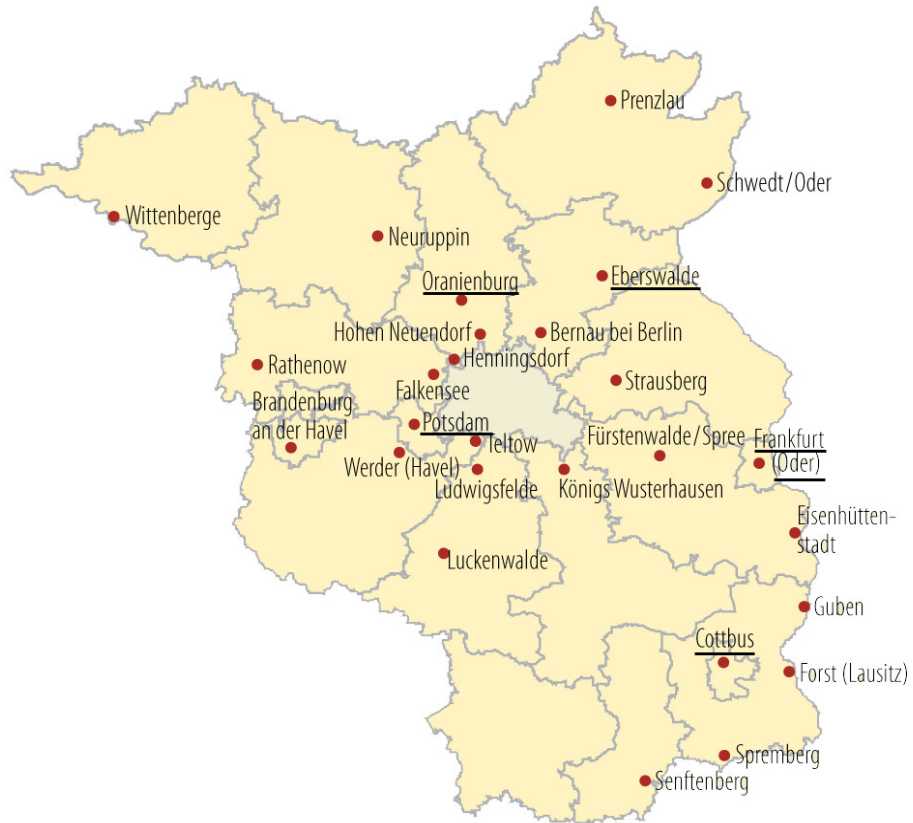 Prenzlau
Schwedt/Oder
Wittenberge
Neuruppin
Oranienburg
Eberswalde
Hohen Neuendorf
Bernau bei Berlin
Henningsdorf
Rathenow
Falkensee
Strausberg
Brandenburg
an der Havel
Potsdam
Teltow
Fürstenwalde/Spree
Frankfurt
(Oder)
Werder (Havel)
Ludwigsfelde
Königs Wusterhausen
Eisenhütten-
stadt
Luckenwalde
Guben
Cottbus
Forst (Lausitz)
Spremberg
Senftenberg